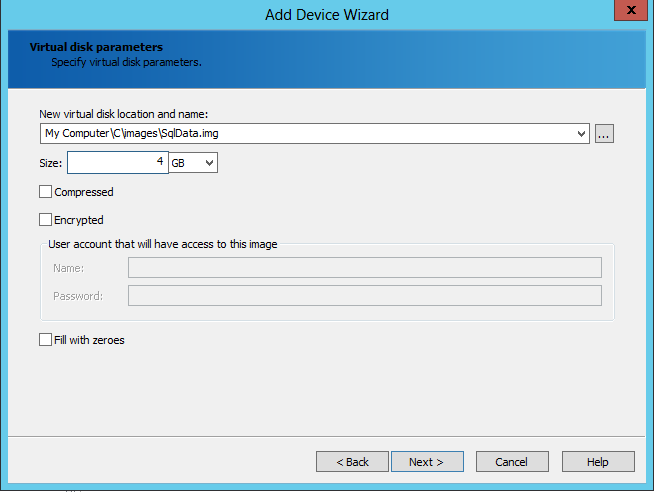 Add Device Wizard
x
Virtual disk parameters
Specify virtual disk parameters.
New virtual disk location and name:
My Computer\C\images\SqlData.img
...
Size: 4 GB
Compressed
Encrypted
User account that will have access to this image
Name:
Password:
Fill with zeroes
< Back Next > Cancel Help